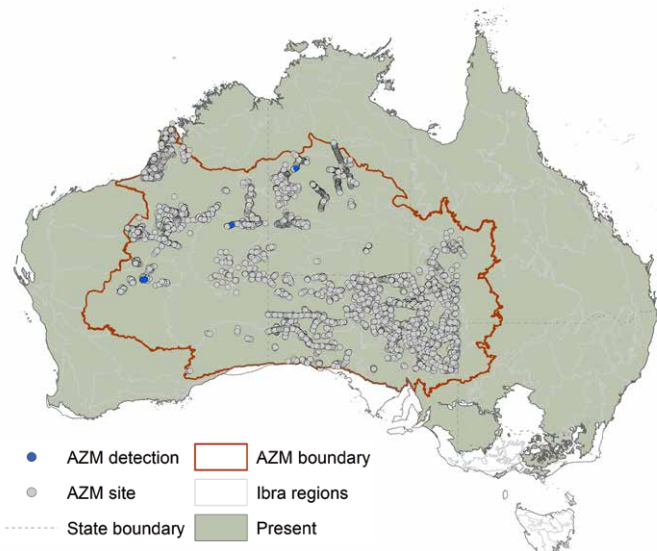 AZM detection
AZM boundary
AZM site
Ibra regions
State boundary
Present